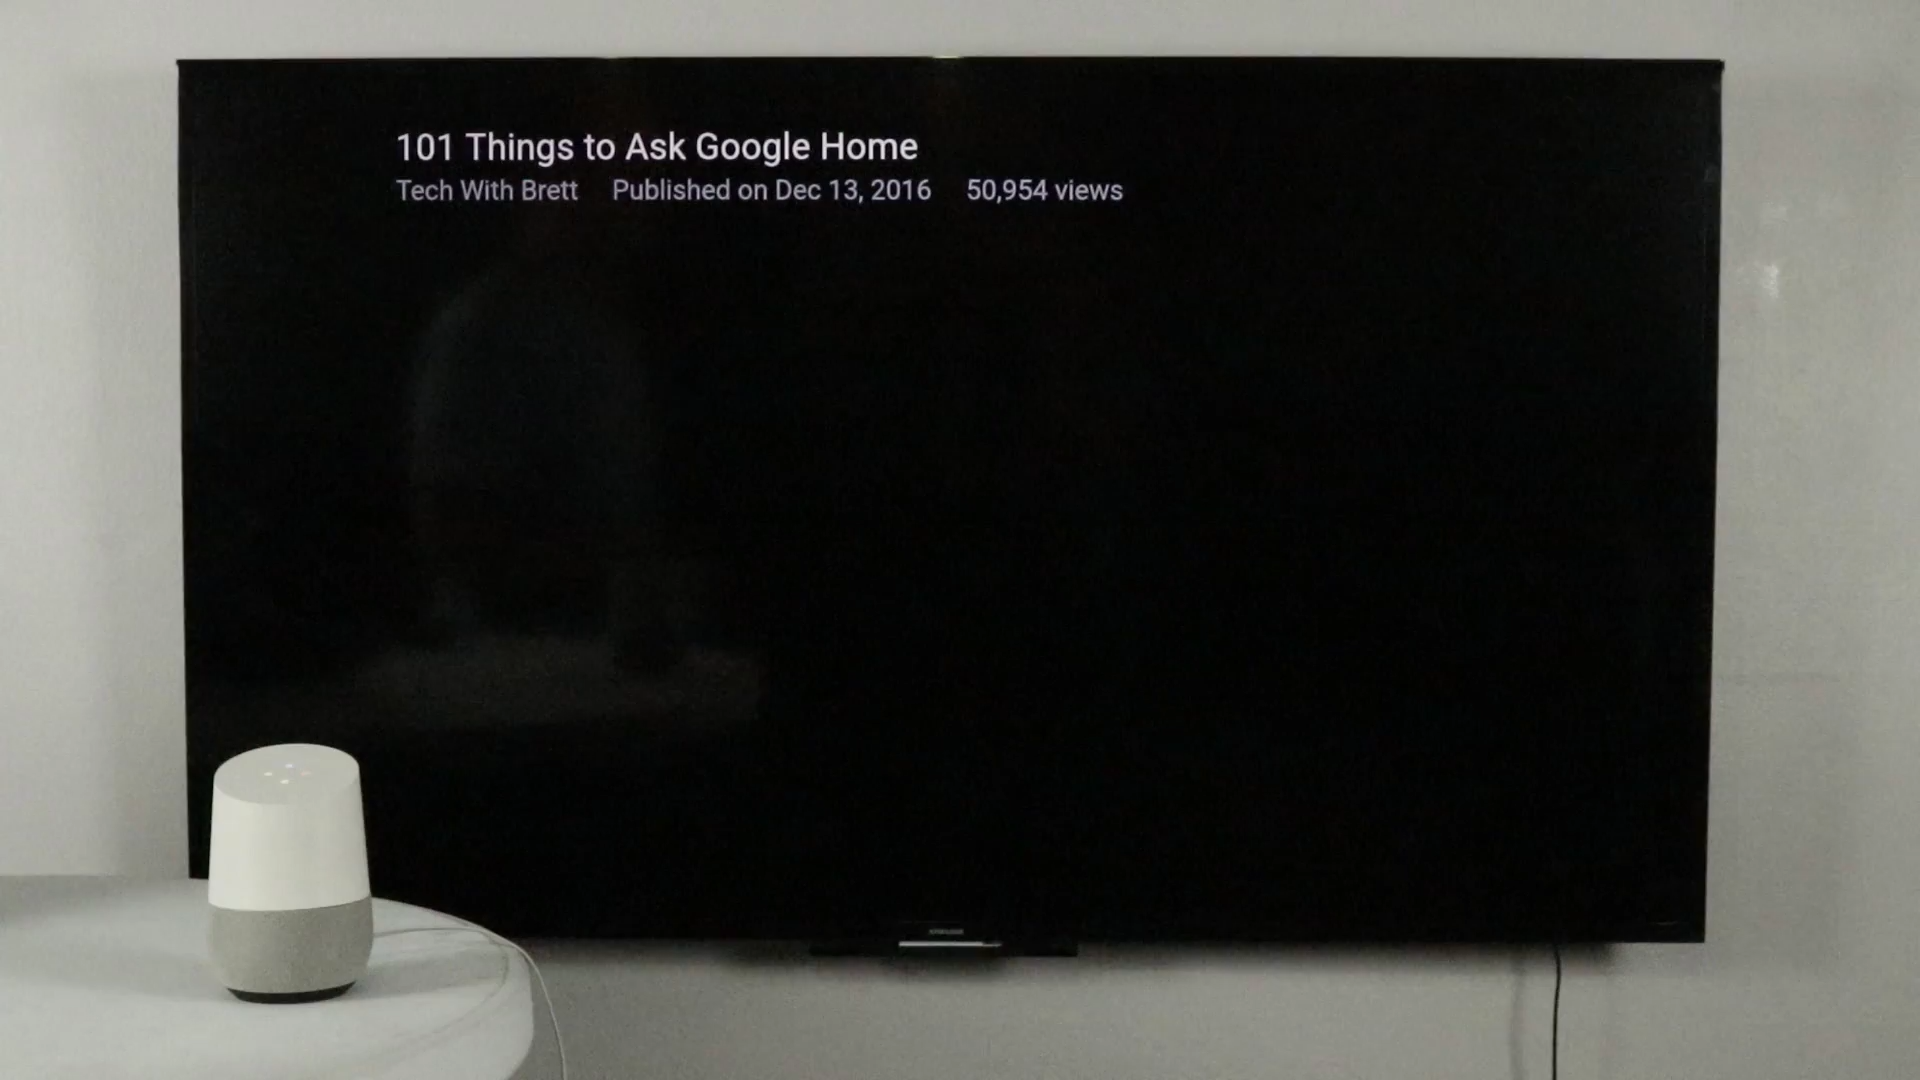 101 Things to Ask Google Home
Tech With Brett Published on Dec 13, 2016 50,954 views